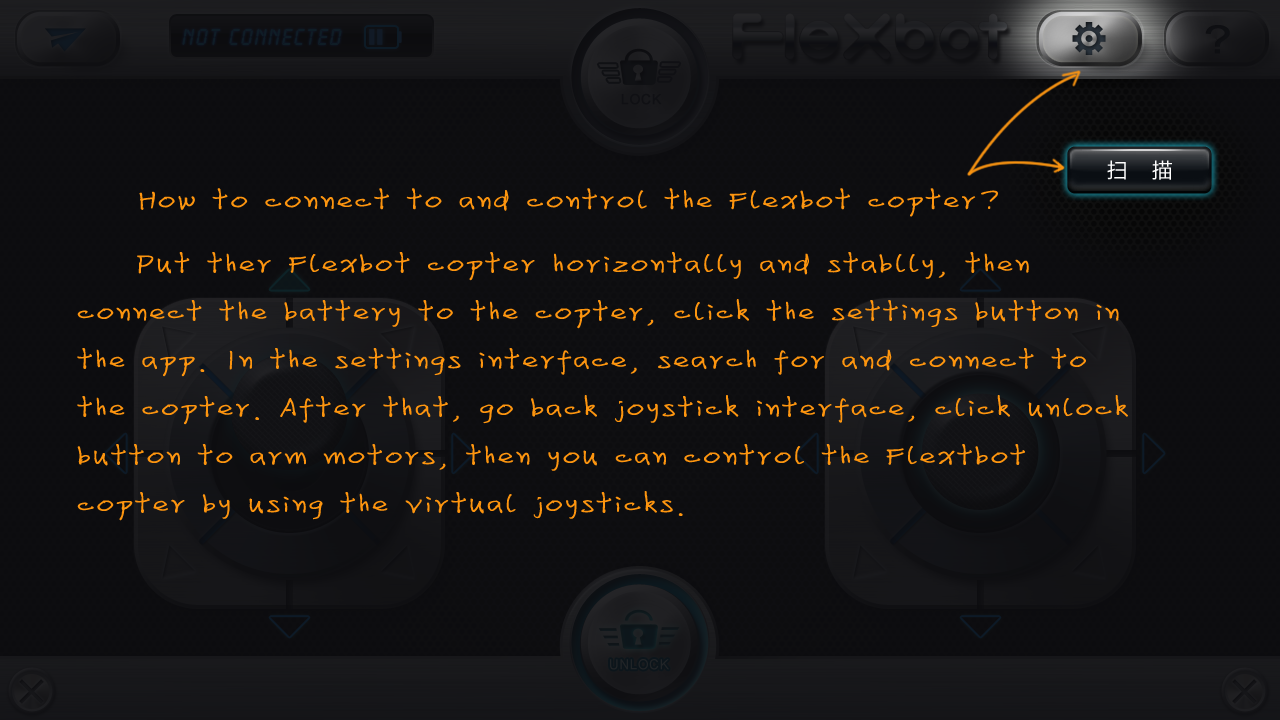 NOT CONNECTED
FleXbot
?
LOCK
扫 描
How to connect to and control the Flexbot copter?
Put ther Flexbot copter horizontally and stablly, then
connect the battery to the copter, click the settings button in
the app. In the settings interface, search for and connect to
the copter. After that, go back joystick interface, click unlock
button to arm motors, then you can control the Flextbot
copter by using the virtual joysticks.
UNLOCK